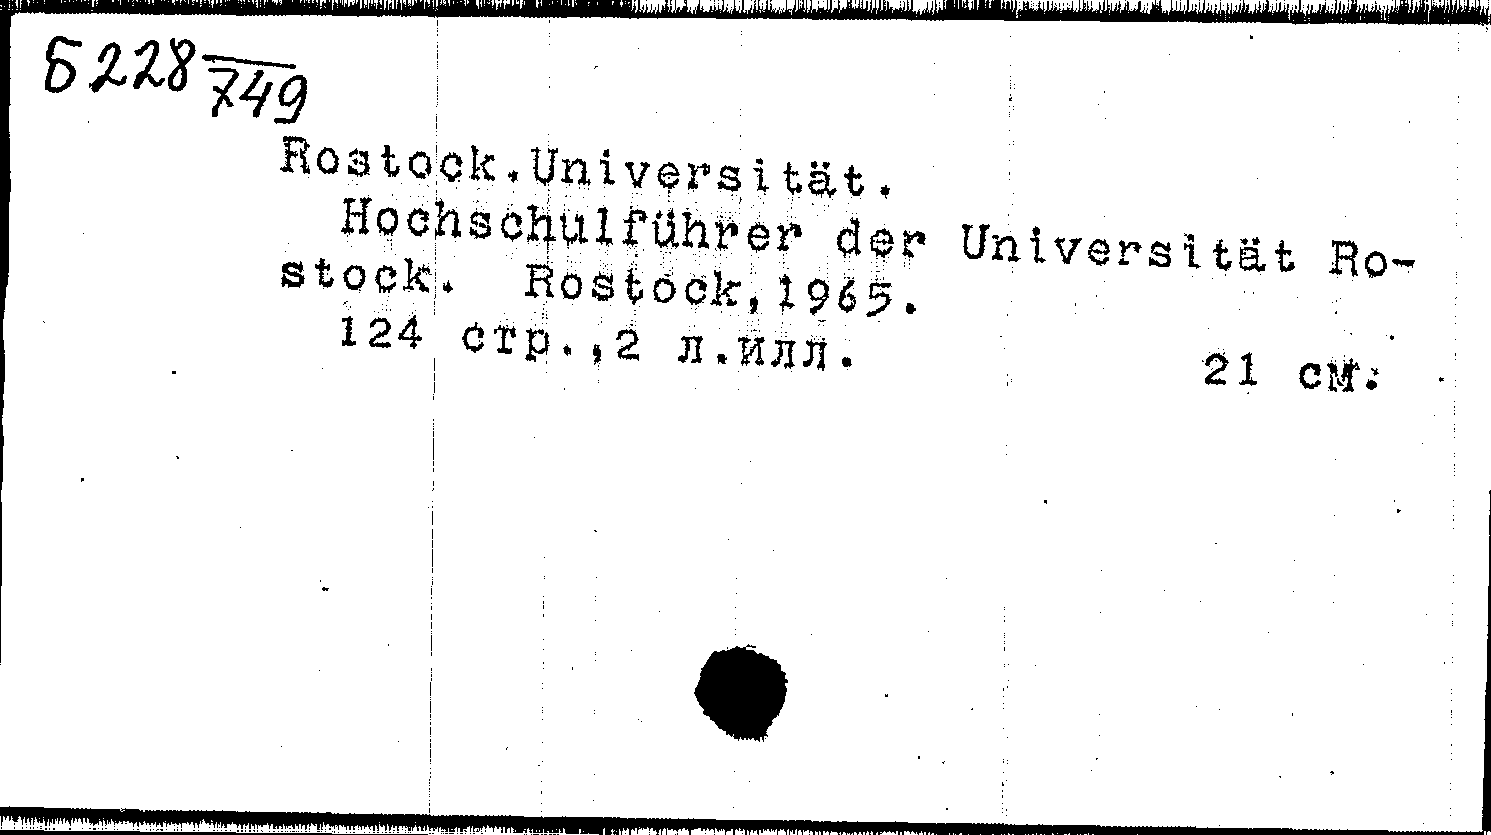 Б228
749
Rostock.Universität.
Hochschulführer der Universität Ro-
stock. Rostock,1965.
124 стр.,2 л.илл.
21 см.